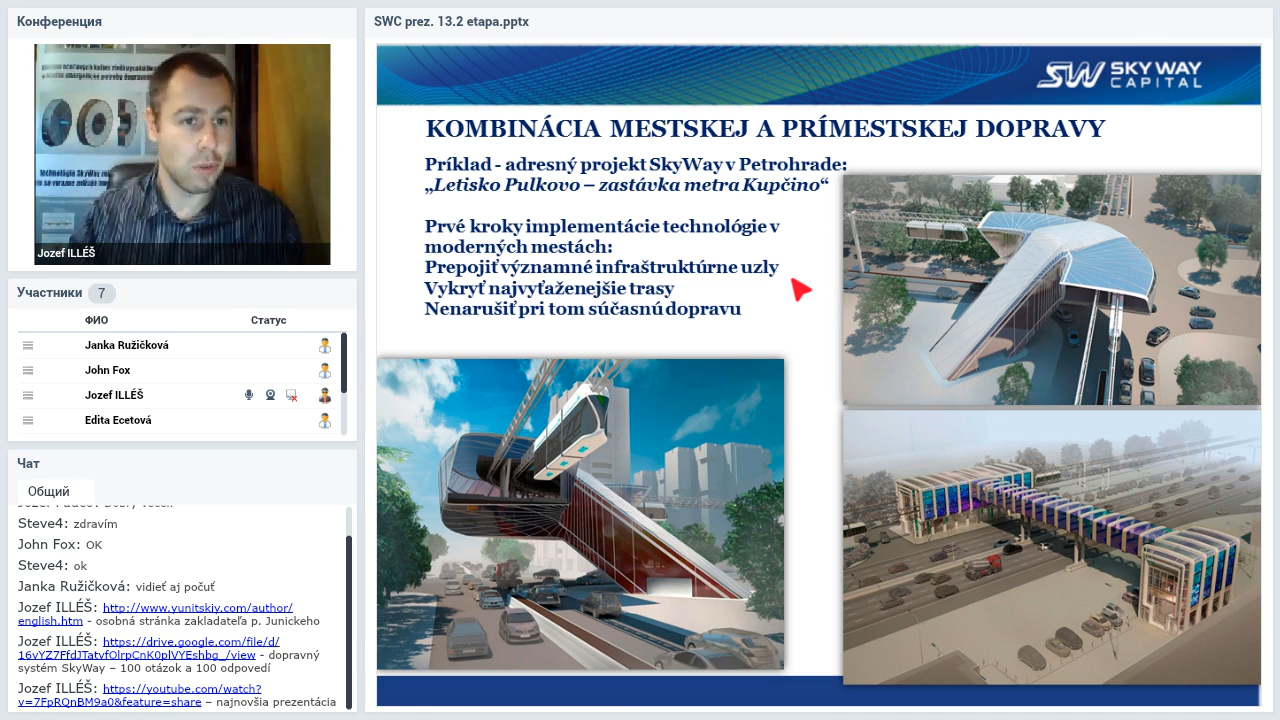 Конференция
Jozef ILLÉŠ
Участники 7
ФИО Статус
Janka Ružičková
John Fox
Jozef ILLÉŠ
Edita Ecetová
Чат
Общий
Steve4: zdravím
John Fox: OK
Steve4: ok
Janka Ružičková: vidieť aj počuť
Jozef ILLÉŠ: http://www.yunitskiy.com/author/
english.htm - osobná stránka zakladateľa p. Junickeho
Jozef ILLÉŠ: https://drive.google.com/file/d/
- dopravný
systém SkyWay – 100 otázok a 100 odpovedí
Jozef ILLÉŠ: https://youtube.com/watch?
v=7FpRQnBM9a0&feature=share – najnovšia prezentácia
SWC prez. 13.2 etapa.pptx
SW SKY WAY
CAPITAL
KOMBINÁCIA MESTSKEJ A PRÍMESTSKEJ DOPRAVY
Príklad - adresný projekt SkyWay v Petrohrade:
„Letisko Pulkovo – zastávka metra Kupčino“
Prvé kroky implementácie technológie v
moderných mestách:
Prepojiť významné infraštruktúrne uzly
Vykryť najvyťaženejšie trasy
Nenarušiť pri tom súčasnú dopravu